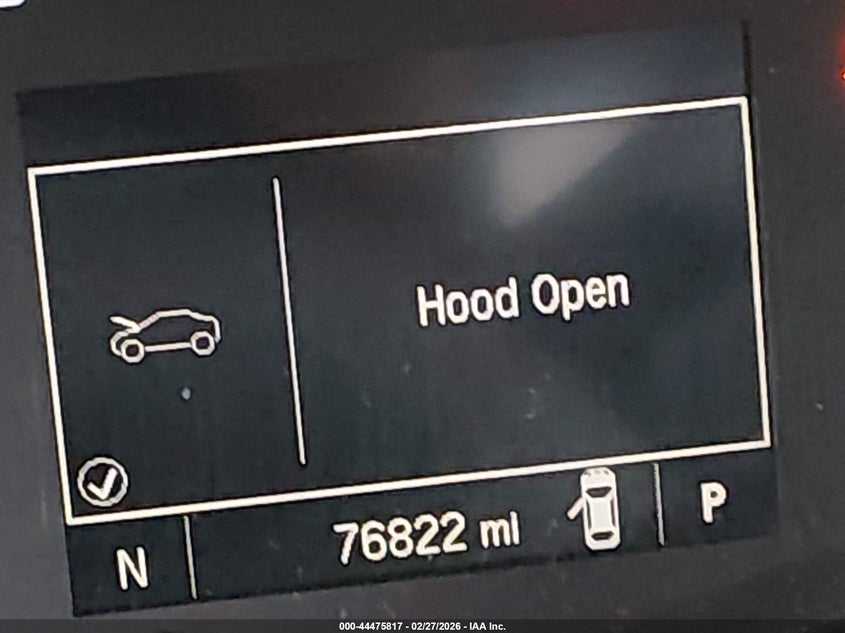 Hood Open
N
76822 mi
P
000-44475817 - 02/27/2026 - IAA Inc.